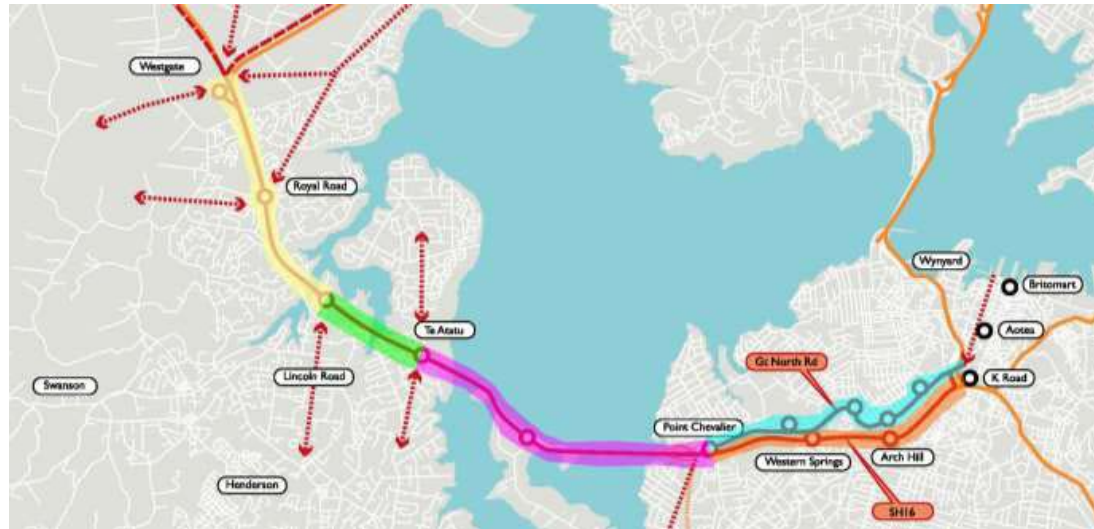 Westgate
Royal Road
Wynyard
Britomart
Te Atatu
Aotea
Gt North Rd
Lincoln Road
K Road
Swanson
Point Chevalier
Western Springs
Arch Hill
Henderson
SH16